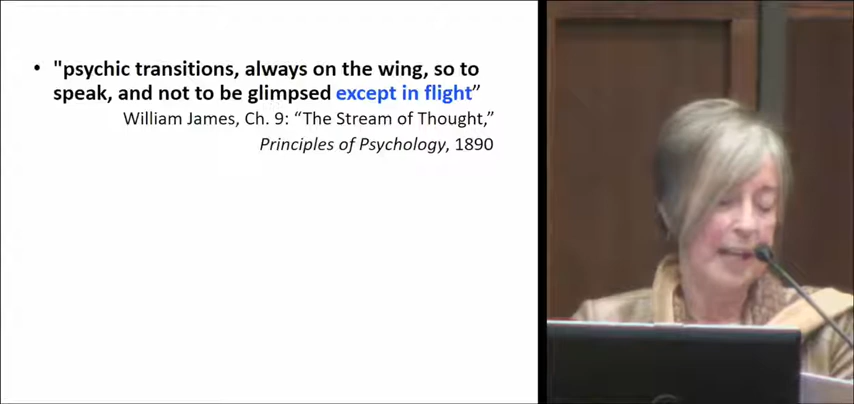 • "psychic transitions, always on the wing, so to
speak, and not to be glimpsed except in flight”
William James, Ch. 9: “The Stream of Thought,”
Principles of Psychology, 1890